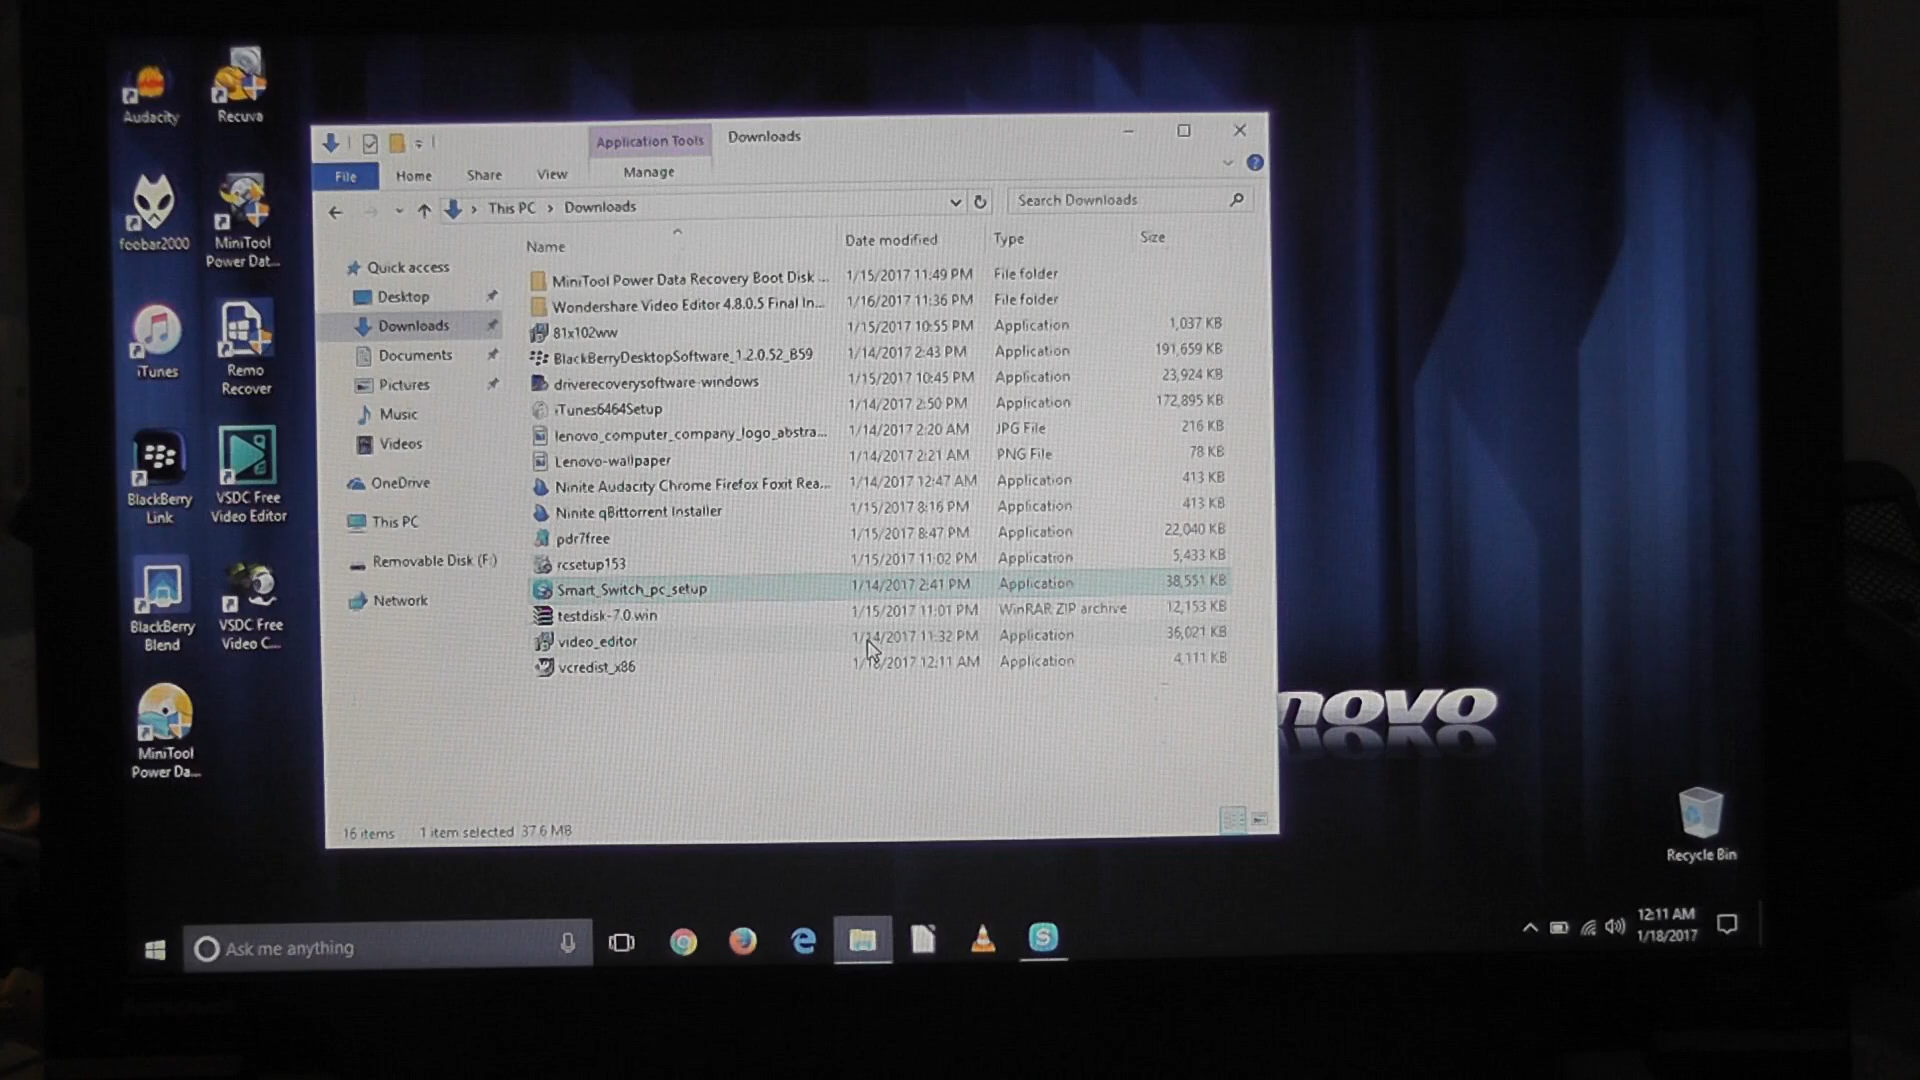 Audacity
Recuva
foobar2000
MiniTool
Power Dat...
iTunes
Remo
Recover
BlackBerry
Link
VSDC Free
Video Editor
BlackBerry
Blend
VSDC Free
Video C...
MiniTool
Power Da...
Application Tools
Downloads
File
Home
Share
View
Manage
This PC > Downloads
Search Downloads
Name
Date modified
Type
Size
Quick access
Desktop
Downloads
Documents
Pictures
Music
Videos
OneDrive
This PC
Removable Disk (F:)
Network
MiniTool Power Data Recovery Boot Disk ... 1/15/2017 11:49 PM File folder
Wondershare Video Editor 4.8.0.5 Final In... 1/16/2017 11:36 PM File folder
81x102ww 1/15/2017 10:55 PM Application 1,037 KB
BlackBerryDesktopSoftware_1.2.0.52_B59 1/14/2017 2:43 PM Application 191,659 KB
driverecoverysoftware-windows 1/15/2017 10:45 PM Application 23,924 KB
iTunes6464Setup 1/14/2017 2:50 PM Application 172,895 KB
lenovo_computer_company_logo_abstra... 1/14/2017 2:20 AM JPG File 216 KB
Lenovo-wallpaper 1/14/2017 2:21 AM PNG File 78 KB
Ninite Audacity Chrome Firefox Foxit Rea... 1/14/2017 12:47 AM Application 413 KB
Ninite qBittorrent Installer 1/15/2017 8:16 PM Application 413 KB
pdr7free 1/15/2017 8:47 PM Application 22,040 KB
rcsetup153 1/15/2017 11:02 PM Application 5,433 KB
Smart_Switch_pc_setup 1/14/2017 2:41 PM Application 38,551 KB
testdisk-7.0.win 1/15/2017 11:01 PM WinRAR ZIP archive 12,153 KB
video_editor 1/14/2017 11:32 PM Application 36,021 KB
vcredist_x86 1/18/2017 12:11 AM Application 4,111 KB
16 items 1 item selected 37.6 MB
novo
Recycle Bin
Ask me anything
12:11 AM
1/18/2017